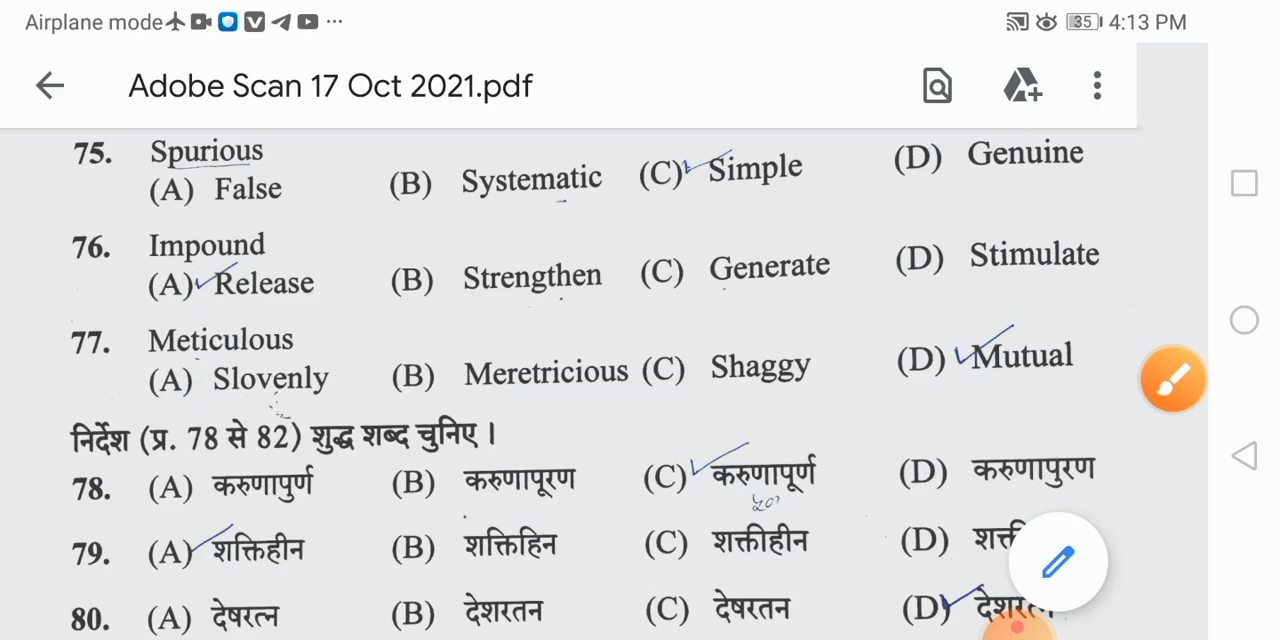 Airplane mode ... 35 4:13 PM
Adobe Scan 17 Oct 2021.pdf
75. Spurious
(A) False (B) Systematic (C) Simple (D) Genuine
76. Impound
(A) Release (B) Strengthen (C) Generate (D) Stimulate
77. Meticulous
(A) Slovenly (B) Meretricious (C) Shaggy (D) Mutual
निर्देश (प्र. 78 से 82) शुद्ध शब्द चुनिए ।
78. (A) करुणापुर्ण (B) करुणापूरण (C) करुणापूर्ण (D) करुणापुरण
79. (A) शक्तिहीन (B) शक्तिहिन (C) शक्तीहीन (D)
80. (A) देषरत्न (B) देशरतन (C) देषरतन (D)